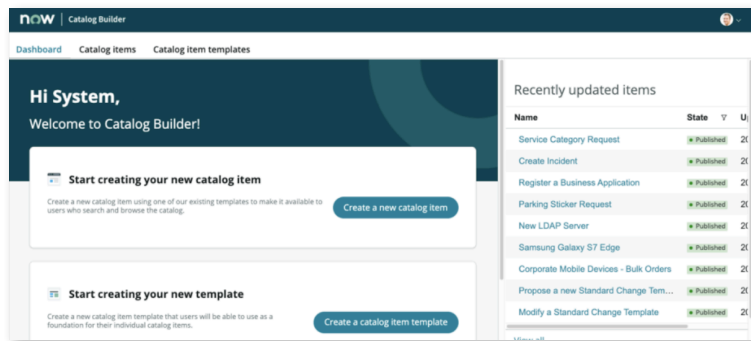 now | Catalog Builder
Dashboard Catalog items Catalog item templates
Hi System,
Welcome to Catalog Builder!
Start creating your new catalog item
Create a new catalog item using one of our existing templates to make it available to
users who search and browse the catalog.
Create a new catalog item
Start creating your new template
Create a new catalog item template that users will be able to use as a
foundation for their individual catalog items.
Create a catalog item template
Recently updated items
Name State
Service Category Request Published
Create Incident Published
Register a Business Application Published
Parking Sticker Request Published
New LDAP Server Published
Samsung Galaxy S7 Edge Published
Corporate Mobile Devices - Bulk Orders Published
Propose a new Standard Change Tem... Published
Modify a Standard Change Template Published